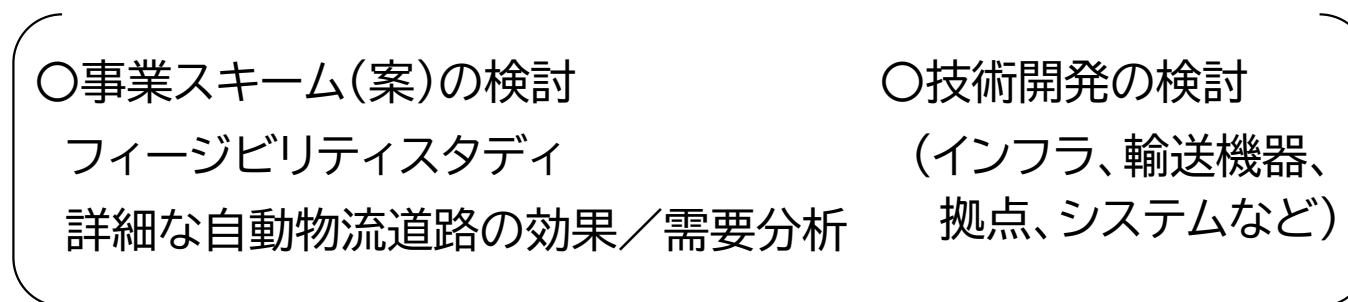 〇事業スキーム(案)の検討
フィージビリティスタディ
詳細な自動物流道路の効果／需要分析
〇技術開発の検討
(インフラ、輸送機器、
拠点、システムなど)